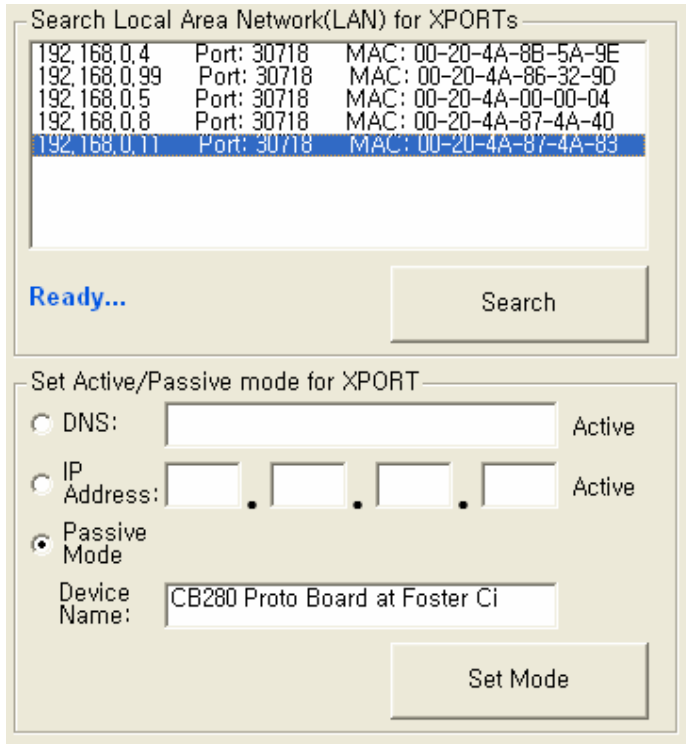 Search Local Area Network(LAN) for XPORTs
192,168,0,4 Port: 30718 MAC: 00-20-4A-8B-5A-9E
192,168,0,99 Port: 30718 MAC: 00-20-4A-86-32-9D
192,168,0,5 Port: 30718 MAC: 00-20-4A-00-00-04
192,168,0,8 Port: 30718 MAC: 00-20-4A-87-4A-40
192,168,0,11 Port: 30718 MAC: 00-20-4A-87-4A-83
Ready...
Search
Set Active/Passive mode for XPORT
DNS: Active
IP
Address: . . . Active
Passive
Mode
Device
Name: CB280 Proto Board at Foster Ci
Set Mode